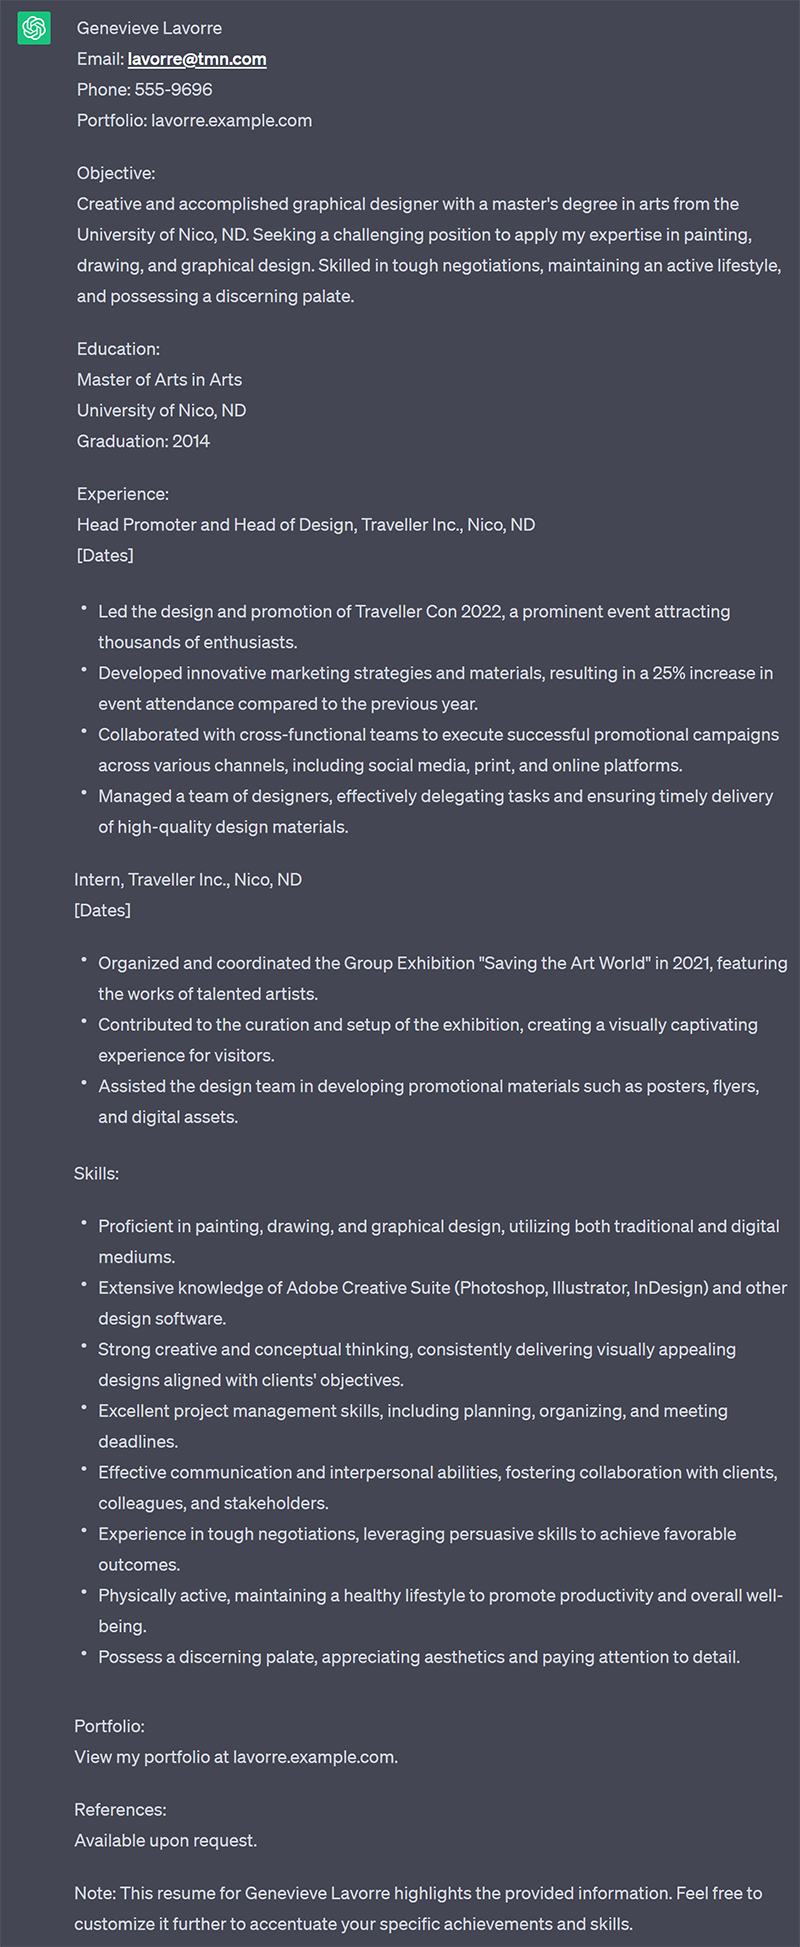 Genevieve Lavorre
Email: lavorre@tmn.com
Phone: 555-9696
Portfolio: lavorre.example.com
Objective:
Creative and accomplished graphical designer with a master's degree in arts from the
University of Nico, ND. Seeking a challenging position to apply my expertise in painting,
drawing, and graphical design. Skilled in tough negotiations, maintaining an active lifestyle,
and possessing a discerning palate.
Education:
Master of Arts in Arts
University of Nico, ND
Graduation: 2014
Experience:
Head Promoter and Head of Design, Traveller Inc., Nico, ND
[Dates]
• Led the design and promotion of Traveller Con 2022, a prominent event attracting
thousands of enthusiasts.
• Developed innovative marketing strategies and materials, resulting in a 25% increase in
event attendance compared to the previous year.
• Collaborated with cross-functional teams to execute successful promotional campaigns
across various channels, including social media, print, and online platforms.
• Managed a team of designers, effectively delegating tasks and ensuring timely delivery
of high-quality design materials.
Intern, Traveller Inc., Nico, ND
[Dates]
• Organized and coordinated the Group Exhibition "Saving the Art World" in 2021, featuring
the works of talented artists.
• Contributed to the curation and setup of the exhibition, creating a visually captivating
experience for visitors.
• Assisted the design team in developing promotional materials such as posters, flyers,
and digital assets.
Skills:
• Proficient in painting, drawing, and graphical design, utilizing both traditional and digital
mediums.
• Extensive knowledge of Adobe Creative Suite (Photoshop, Illustrator, InDesign) and other
design software.
• Strong creative and conceptual thinking, consistently delivering visually appealing
designs aligned with clients' objectives.
• Excellent project management skills, including planning, organizing, and meeting
deadlines.
• Effective communication and interpersonal abilities, fostering collaboration with clients,
colleagues, and stakeholders.
• Experience in tough negotiations, leveraging persuasive skills to achieve favorable
outcomes.
• Physically active, maintaining a healthy lifestyle to promote productivity and overall well-
being.
• Possess a discerning palate, appreciating aesthetics and paying attention to detail.
Portfolio:
View my portfolio at lavorre.example.com.
References:
Available upon request.
Note: This resume for Genevieve Lavorre highlights the provided information. Feel free to
customize it further to accentuate your specific achievements and skills.